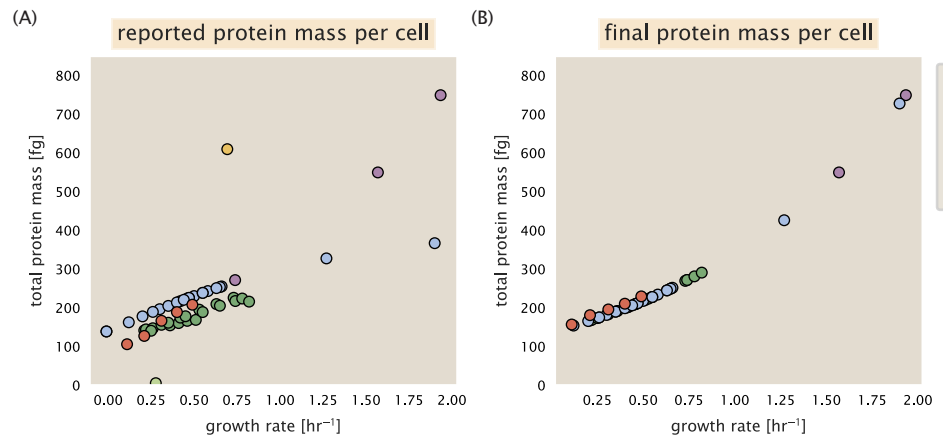 (A)
reported protein mass per cell
total protein mass [fg]
800
700
600
500
400
300
200
100
0
0.00 0.25 0.50 0.75 1.00 1.25 1.50 1.75 2.00
growth rate [hr⁻¹]
(B)
final protein mass per cell
total protein mass [fg]
800
700
600
500
400
300
200
100
0
0.25 0.50 0.75 1.00 1.25 1.50 1.75 2.00
growth rate [hr⁻¹]